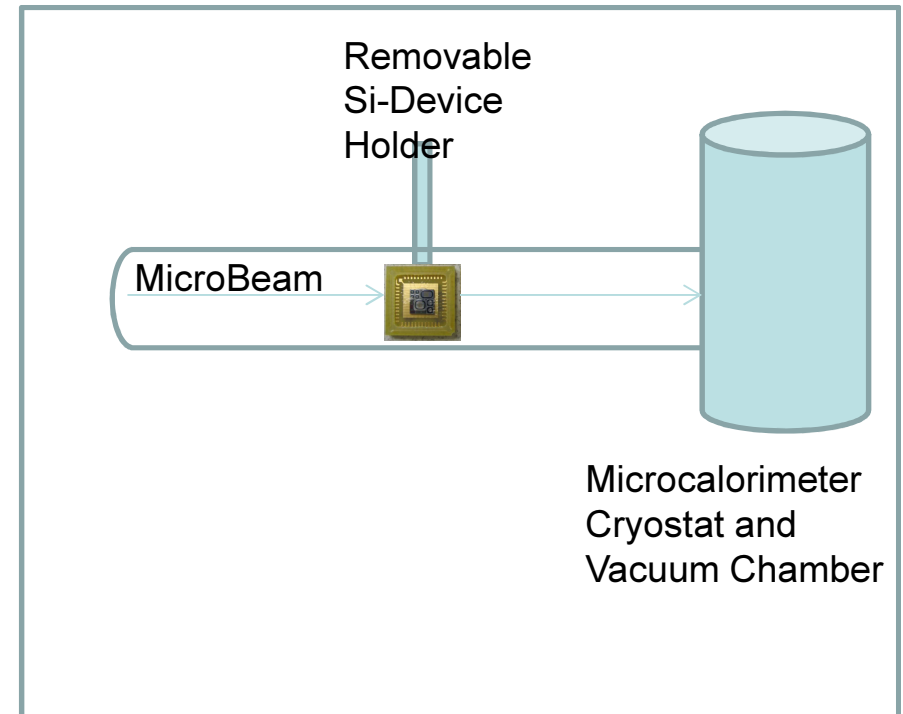 Removable
Si-Device
Holder
MicroBeam
Microcalorimeter
Cryostat and
Vacuum Chamber